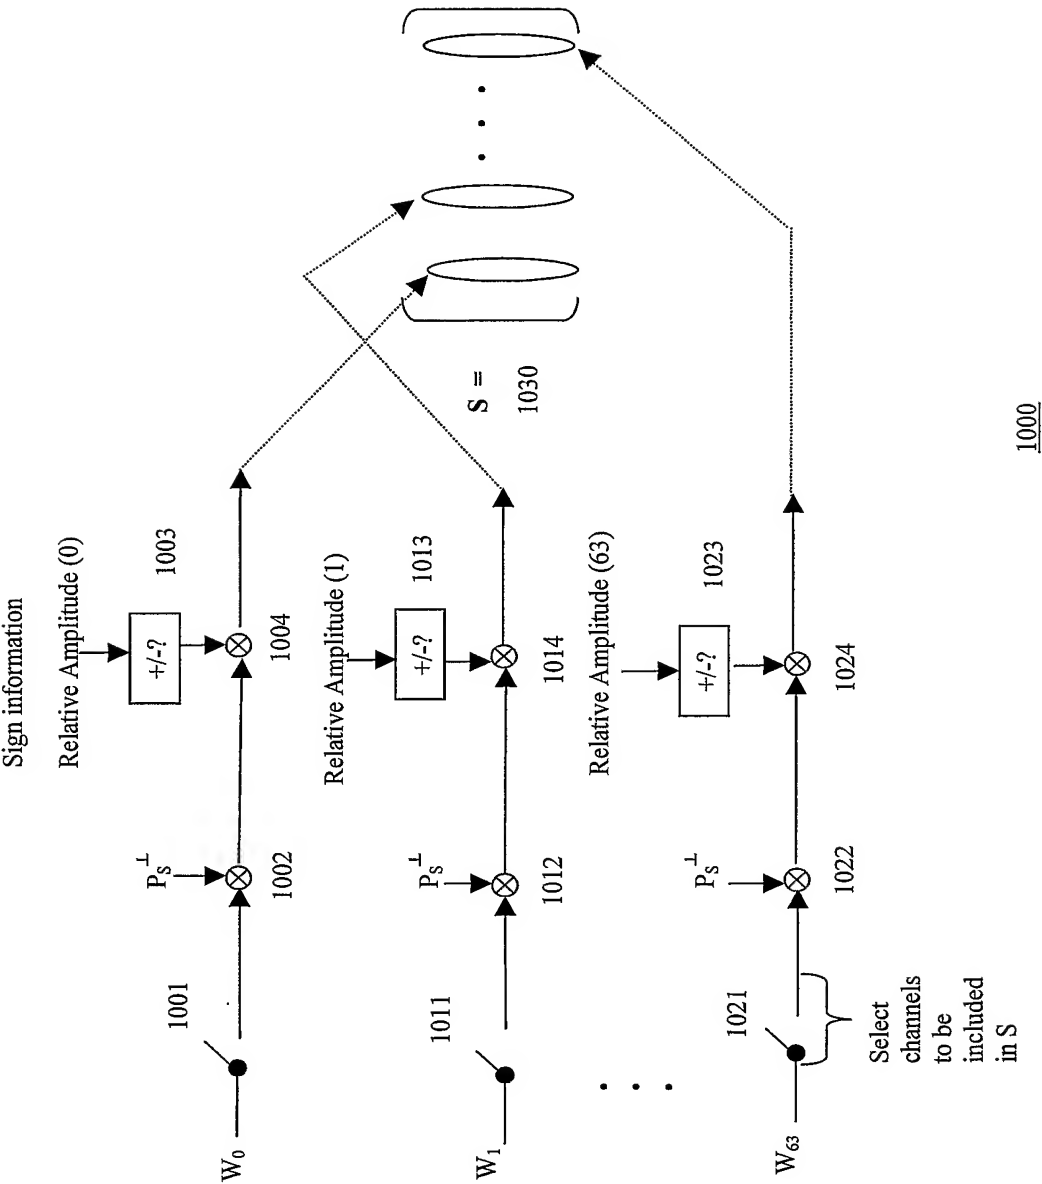 Sign information
Relative Amplitude (0)
+/-?
1003
P_S^⊥
1004
1002
1001
W_0
Relative Amplitude (1)
+/-?
1013
P_S^⊥
1014
1012
1011
W_1
Relative Amplitude (63)
+/-?
1023
P_S^⊥
1024
1022
1021
W_63
Select
channels
to be
included
in S
S =
1030
1000